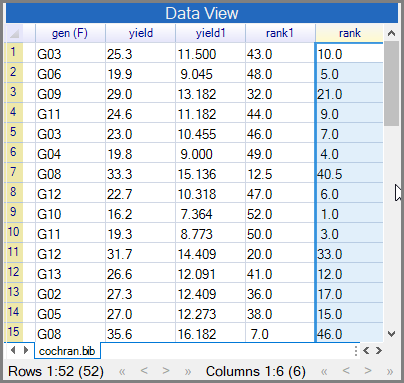 Data View
gen (F) yield yield1 rank1 rank
1 G03 25.3 11.500 43.0 10.0
2 G06 19.9 9.045 48.0 5.0
3 G09 29.0 13.182 32.0 21.0
4 G11 24.6 11.182 44.0 9.0
5 G03 23.0 10.455 46.0 7.0
6 G04 19.8 9.000 49.0 4.0
7 G08 33.3 15.136 12.5 40.5
8 G12 22.7 10.318 47.0 6.0
9 G10 16.2 7.364 52.0 1.0
10 G11 19.3 8.773 50.0 3.0
11 G12 31.7 14.409 20.0 33.0
12 G13 26.6 12.091 41.0 12.0
13 G02 27.3 12.409 36.0 17.0
14 G05 27.0 12.273 38.0 15.0
15 G08 35.6 16.182 7.0 46.0
cochran.bib
Rows 1:52 (52) « < > » Columns 1:6 (6) « < > »